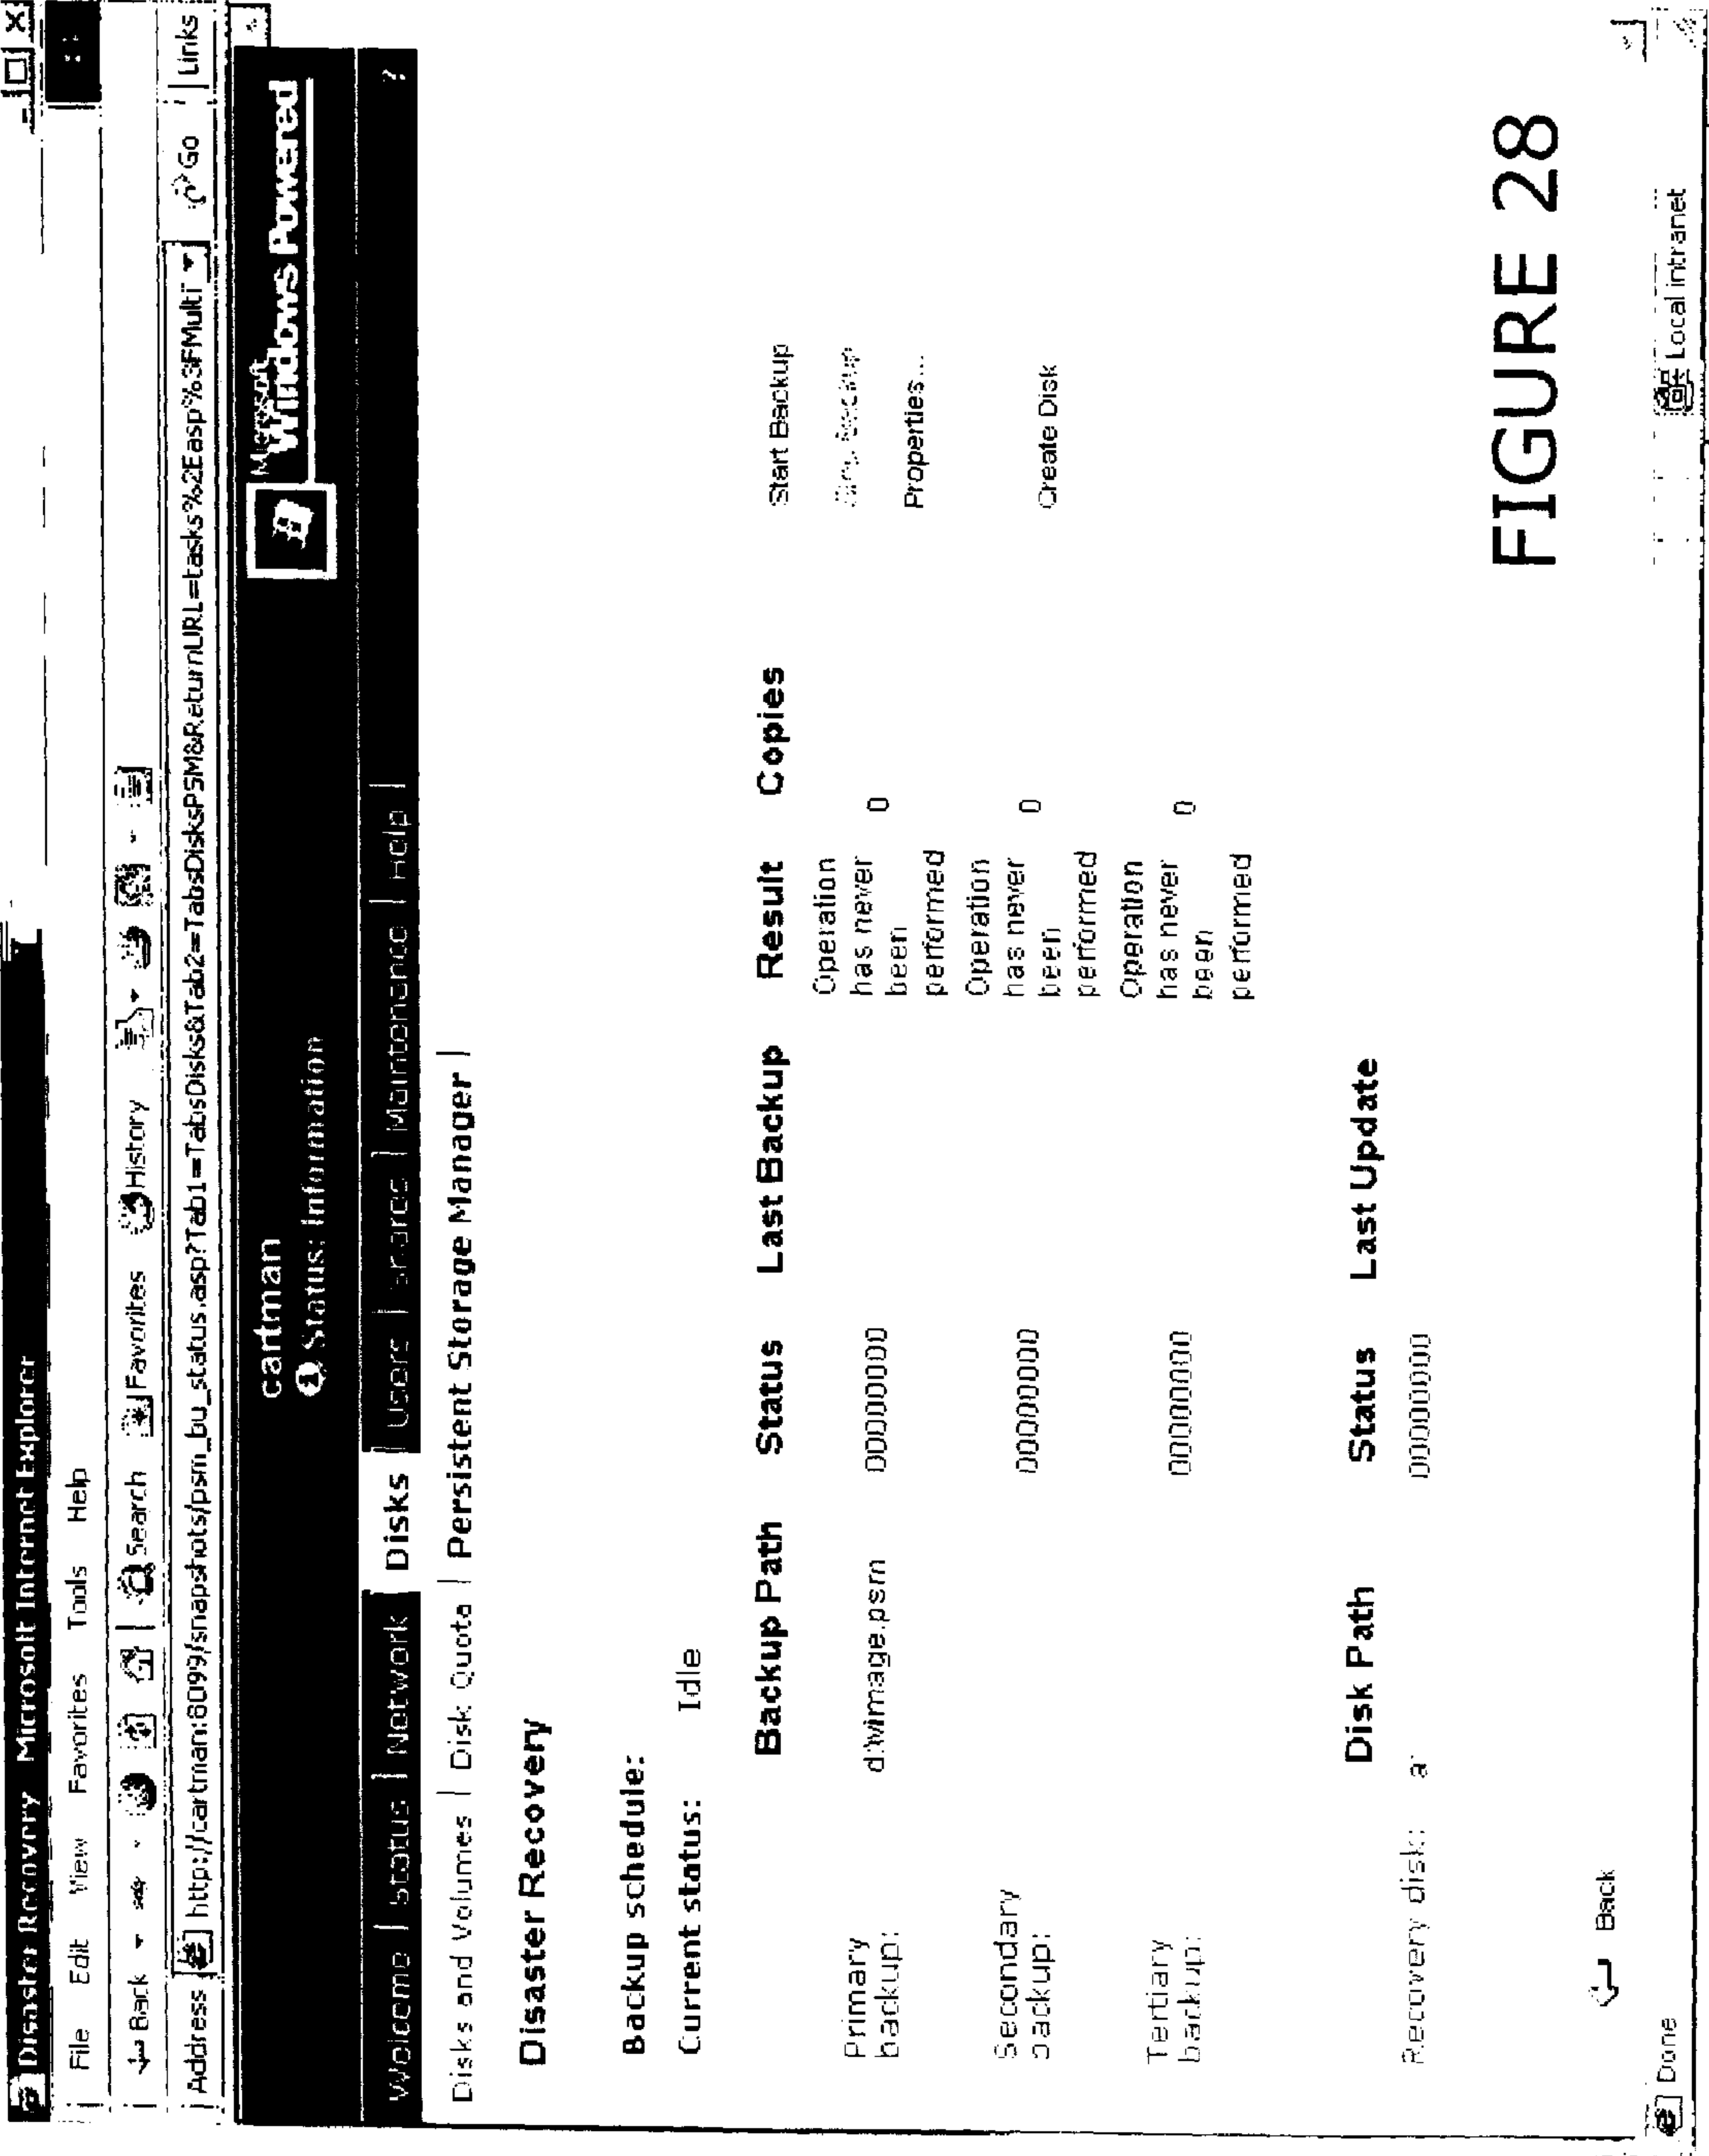 Disaster Recovery Microsoft Internet Explorer
File Edit View Favorites Tools Help
Back Search Favorites History
Address http://cartman:8099/snapshots/psm_bu_status.asp?Tab1=TabsDisks&Tab2=TabsDisksPSM&ReturnURL=tasks%2Easp%3FMulti Go Links
cartman
Status: Information
Microsoft
Windows Powered
Welcome | Status | Network | Disks | Users | Shares | Maintenance | Help | ?
Disks and Volumes | Disk Quota | Persistent Storage Manager |
Disaster Recovery
Backup schedule:
Current status: Idle
Backup Path Status Last Backup Result Copies
Primary backup: 00000000 Operation has never been performed 0
Start Backup
Properties...
Secondary backup: 00000000 Operation has never been performed 0
Create Disk
Tertiary backup: 00000000 Operation has never been performed 0
Disk Path Status Last Update
Recovery disk: a: 00000000
Back
FIGURE 28
Done Local intranet